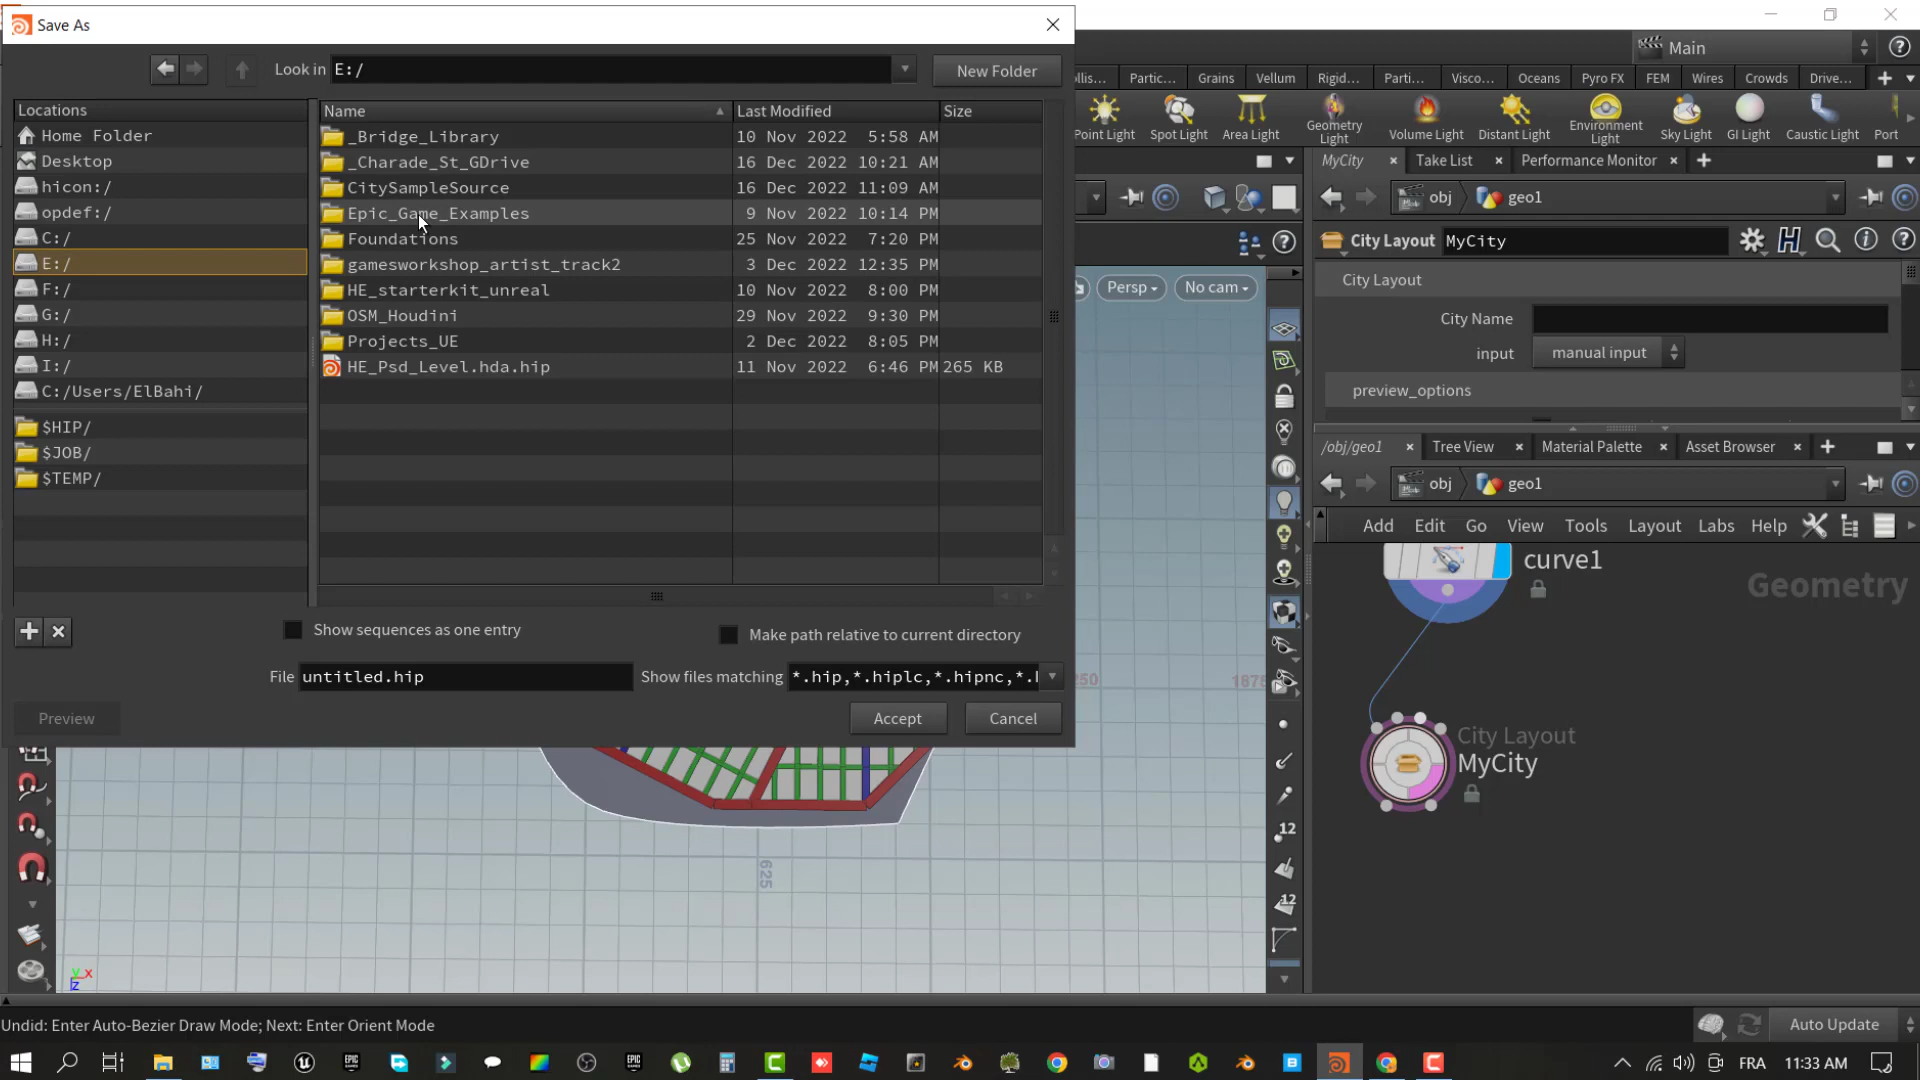 Save As
Look in E:/ New Folder
Locations
Home Folder
Desktop
hicon:/
opdef:/
C:/
E:/
F:/
G:/
H:/
I:/
C:/Users/ElBahi/
$HIP/
$JOB/
$TEMP/
Name Last Modified Size
_Bridge_Library 10 Nov 2022 5:58 AM
_Charade_St_GDrive 16 Dec 2022 10:21 AM
CitySampleSource 16 Dec 2022 11:09 AM
Epic_Game_Examples 9 Nov 2022 10:14 PM
Foundations 25 Nov 2022 7:20 PM
gamesworkshop_artist_track2 3 Dec 2022 12:35 PM
HE_starterkit_unreal 10 Nov 2022 8:00 PM
OSM_Houdini 29 Nov 2022 9:30 PM
Projects_UE 2 Dec 2022 8:05 PM
HE_Psd_Level.hda.hip 11 Nov 2022 6:46 PM 265 KB
Show sequences as one entry Make path relative to current directory
File untitled.hip Show files matching *.hip,*.hiplc,*.hipnc,*.
Preview Accept Cancel
Main
ollis... Partic... Grains Vellum Rigid... Parti... Visco... Oceans Pyro FX FEM Wires Crowds Drive...
Point Light Spot Light Area Light Geometry Light Volume Light Distant Light Environment Light Sky Light GI Light Caustic Light Port
MyCity Take List Performance Monitor
obj geo1
City Layout MyCity
City Layout
City Name
input manual input
preview_options
Persp No cam
/obj/geo1 Tree View Material Palette Asset Browser
obj geo1
Add Edit Go View Tools Layout Labs Help
curve1
Geometry
City Layout
MyCity
250 1875
625
12
12
y x
z
Undid: Enter Auto-Bezier Draw Mode; Next: Enter Orient Mode
Auto Update
EPIC
FRA 11:33 AM